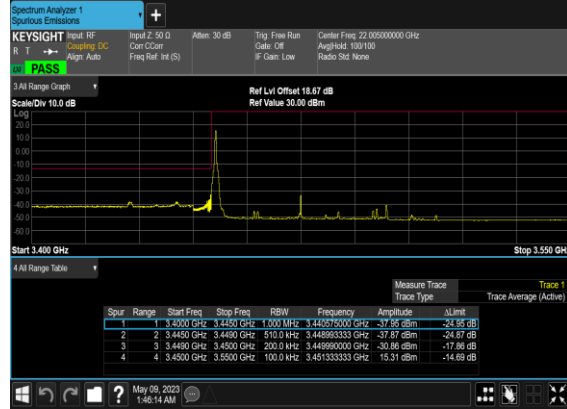 Spectrum Analyzer 1
Spurious Emissions
KEYSIGHT Input: RF Input Z: 50 Ω Atten: 30 dB Trig: Free Run Center Freq: 22.005000000 GHz
R T Coupling: DC Corr CCorr Gate: Off Avg|Hold: 100/100
Align: Auto Freq Ref: Int (S) IF Gain: Low Radio Std: None
PASS
3 All Range Graph
Ref Lvl Offset 18.67 dB
Scale/Div 10.0 dB Ref Value 30.00 dBm
Log
20.0
10.0
0.00
-10.0
-20.0
-30.0
-40.0
-50.0
-60.0
Start 3.400 GHz Stop 3.550 GHz
4 All Range Table
Measure Trace Trace 1
Trace Type Trace Average (Active)
Spur Range Start Freq Stop Freq RBW Frequency Amplitude ΔLimit
1 1 3.4000 GHz 3.4450 GHz 1.000 MHz 3.440575000 GHz -37.95 dBm -24.95 dB
2 2 3.4450 GHz 3.4490 GHz 510.0 kHz 3.448993333 GHz -37.87 dBm -24.87 dB
3 3 3.4490 GHz 3.4500 GHz 200.0 kHz 3.449990000 GHz -30.86 dBm -17.86 dB
4 4 3.4500 GHz 3.5500 GHz 100.0 kHz 3.451333333 GHz 15.31 dBm -14.69 dB
? May 09, 2023
1:46:14 AM